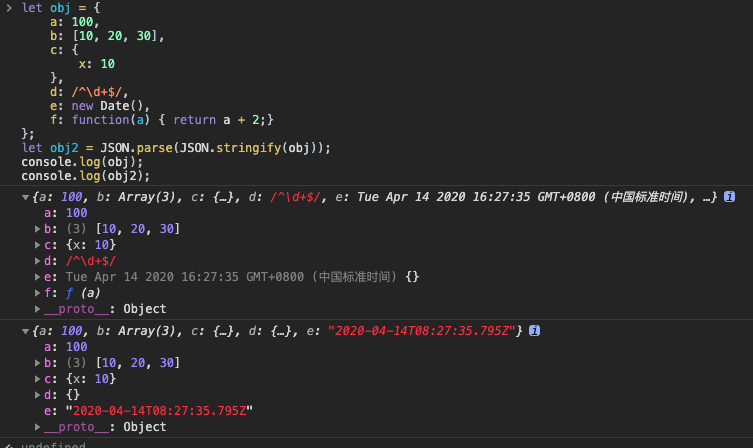 > let obj = {
a: 100,
b: [10, 20, 30],
c: {
x: 10
},
d: /^\d+$/,
e: new Date(),
f: function(a) { return a + 2;}
};
let obj2 = JSON.parse(JSON.stringify(obj));
console.log(obj);
console.log(obj2);
▼{a: 100, b: Array(3), c: {…}, d: /^\d+$/, e: Tue Apr 14 2020 16:27:35 GMT+0800 (中国标准时间), …} i
a: 100
▶b: (3) [10, 20, 30]
▶c: {x: 10}
▶d: /^\d+$/
▶e: Tue Apr 14 2020 16:27:35 GMT+0800 (中国标准时间) {}
▶f: ƒ (a)
▶__proto__: Object
▼{a: 100, b: Array(3), c: {…}, d: {…}, e: "2020-04-14T08:27:35.795Z"} i
a: 100
▶b: (3) [10, 20, 30]
▶c: {x: 10}
▶d: {}
e: "2020-04-14T08:27:35.795Z"
▶__proto__: Object
undefined